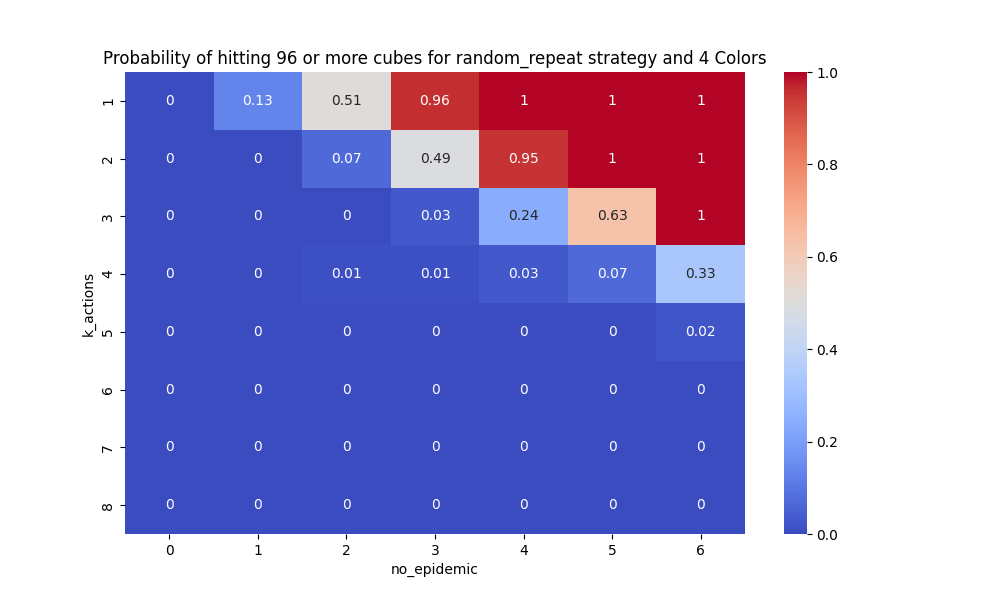 Probability of hitting 96 or more cubes for random_repeat strategy and 4 Colors
k_actions
1 0 0.13 0.51 0.96 1 1 1
2 0 0 0.07 0.49 0.95 1 1
3 0 0 0 0.03 0.24 0.63 1
4 0 0 0.01 0.01 0.03 0.07 0.33
5 0 0 0 0 0 0 0.02
6 0 0 0 0 0 0 0
7 0 0 0 0 0 0 0
8 0 0 0 0 0 0 0
0 1 2 3 4 5 6
no_epidemic
1.0
0.8
0.6
0.4
0.2
0.0